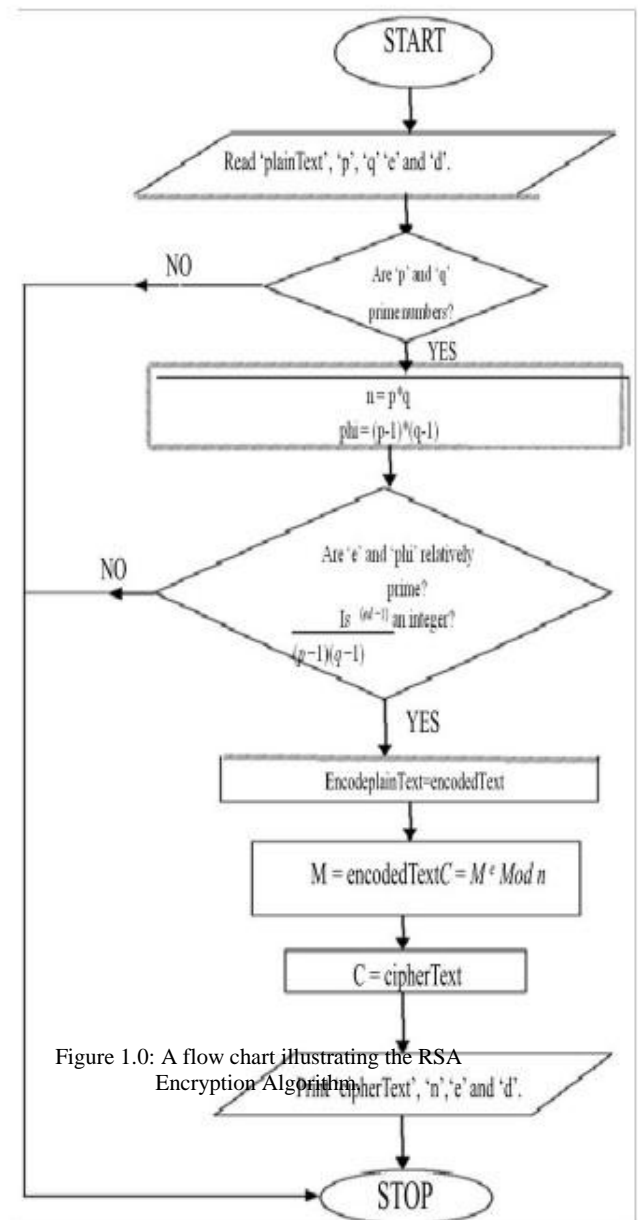 START
Read ‘plainText’, ‘p’, ‘q’ ‘e’ and ‘d’.
Are ‘p’ and ‘q’
prime numbers?
NO
YES
n = p*q
phi = (p-1)*(q-1)
Are ‘e’ and ‘phi’ relatively
prime?
Is (ed−1) an integer?
(p−1)(q−1)
NO
YES
EncodeplainText=encodedText
M = encodedTextC = M^e Mod n
C = cipherText
Figure 1.0: A flow chart illustrating the RSA
Encryption Algorithm.
Print ‘cipherText’, ‘n’,‘e’ and ‘d’.
STOP